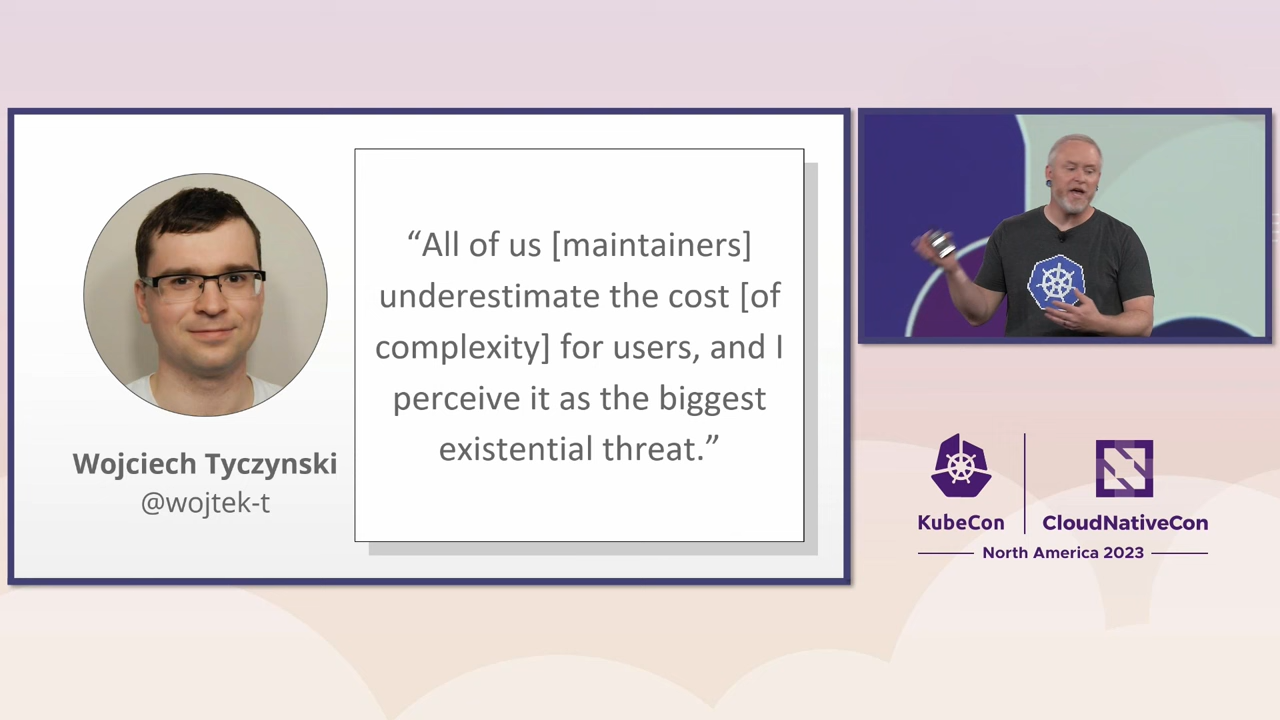 “All of us [maintainers]
underestimate the cost [of
complexity] for users, and I
perceive it as the biggest
existential threat.”
Wojciech Tyczynski
@wojtek-t
KubeCon
CloudNativeCon
North America 2023